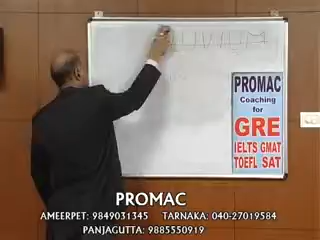 PROMAC
Coaching
for
GRE
IELTS GMAT
TOEFL SAT
PROMAC
AMEERPET: 9849031345 TARNAKA: 040-27019584
PANJAGUTTA: 9885550919